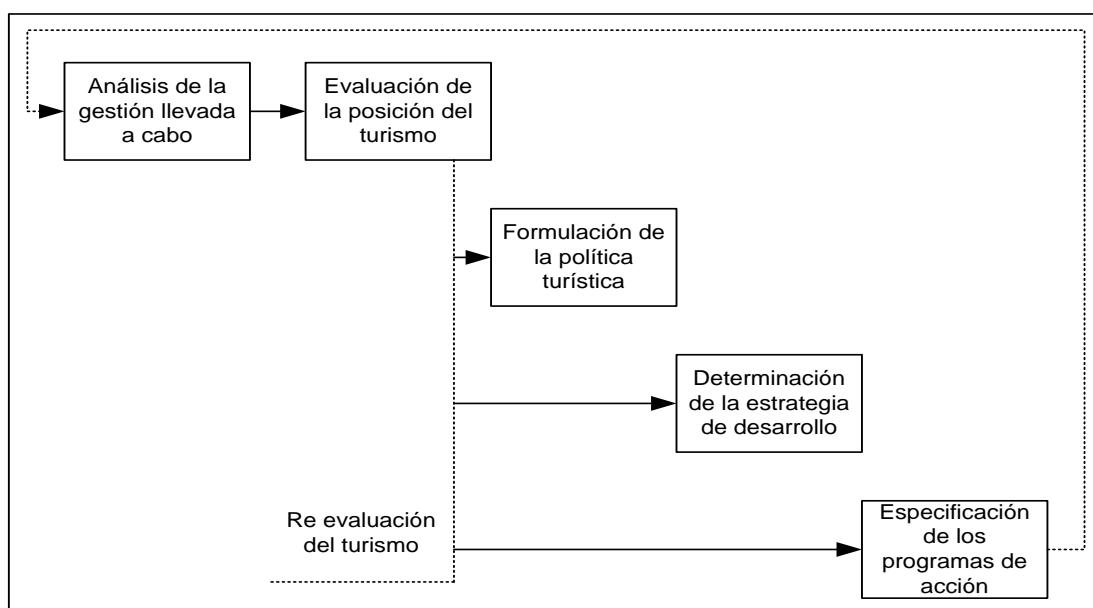 Análisis de la
gestión llevada
a cabo
Evaluación de
la posición del
turismo
Formulación de
la política
turística
Determinación
de la estrategia
de desarrollo
Re evaluación
del turismo
Especificación
de los
programas de
acción